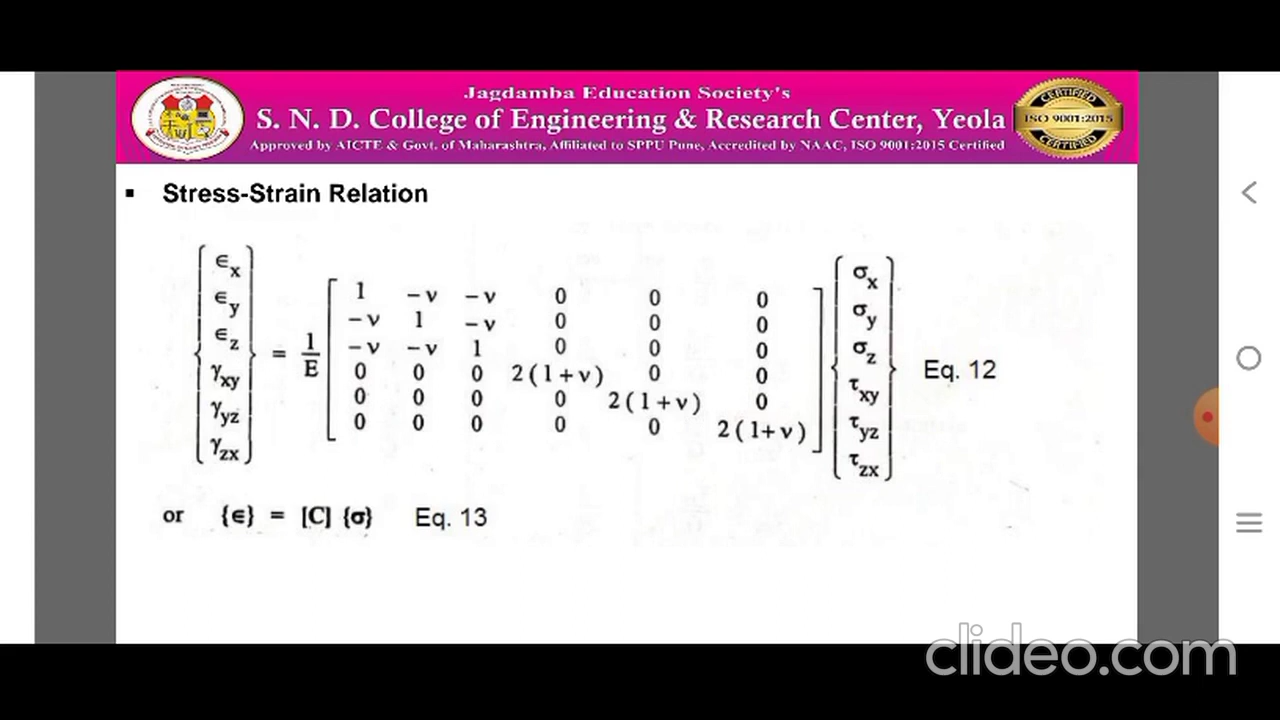 Jagdamba Education Society's
S. N. D. College of Engineering & Research Center, Yeola
Approved by AICTE & Govt. of Maharashtra, Affiliated to SPPU Pune, Accredited by NAAC, ISO 9001:2015 Certified
CERTIFIED
ISO 9001:2015
CERTIFIED
▪ Stress-Strain Relation
{ϵx ϵy ϵz γxy γyz γzx} = 1/E
[1 −ν −ν 0 0 0
−ν 1 −ν 0 0 0
−ν −ν 1 0 0 0
0 0 0 2(1+ν) 0 0
0 0 0 0 2(1+ν) 0
0 0 0 0 0 2(1+ν)]
{σx σy σz τxy τyz τzx} Eq. 12
or {ϵ} = [C] {σ} Eq. 13
clideo.com